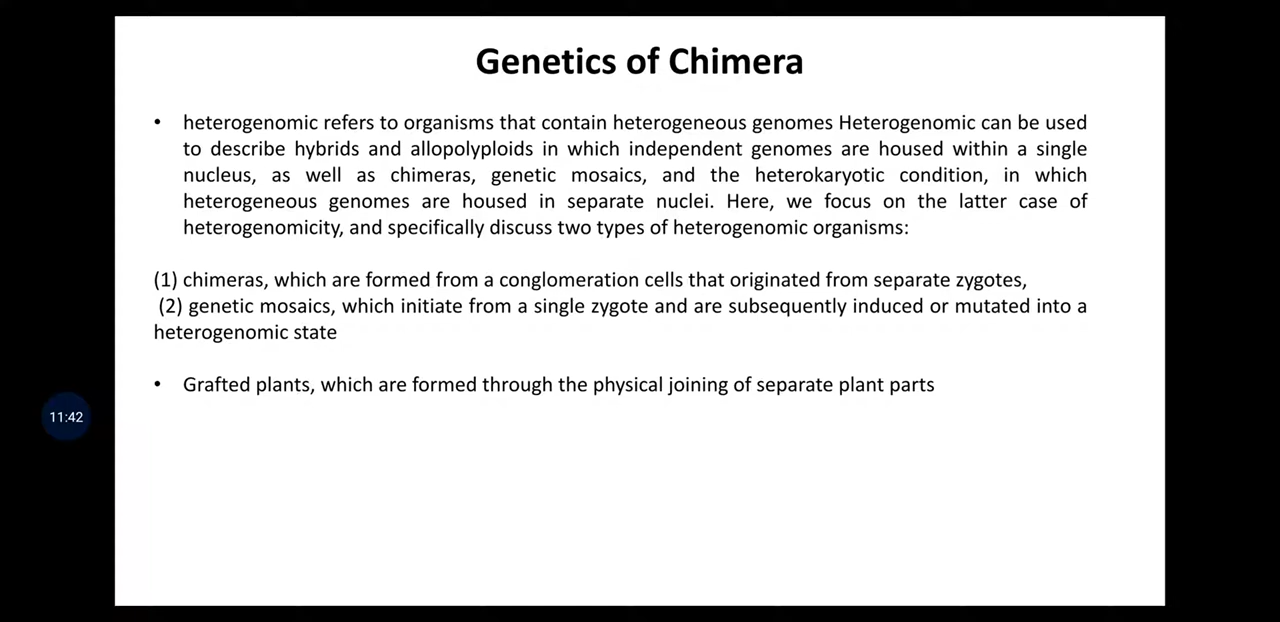 Genetics of Chimera
• heterogenomic refers to organisms that contain heterogeneous genomes Heterogenomic can be used
to describe hybrids and allopolyploids in which independent genomes are housed within a single
nucleus, as well as chimeras, genetic mosaics, and the heterokaryotic condition, in which
heterogeneous genomes are housed in separate nuclei. Here, we focus on the latter case of
heterogenomicity, and specifically discuss two types of heterogenomic organisms:
(1) chimeras, which are formed from a conglomeration cells that originated from separate zygotes,
(2) genetic mosaics, which initiate from a single zygote and are subsequently induced or mutated into a
heterogenomic state
• Grafted plants, which are formed through the physical joining of separate plant parts
11:42